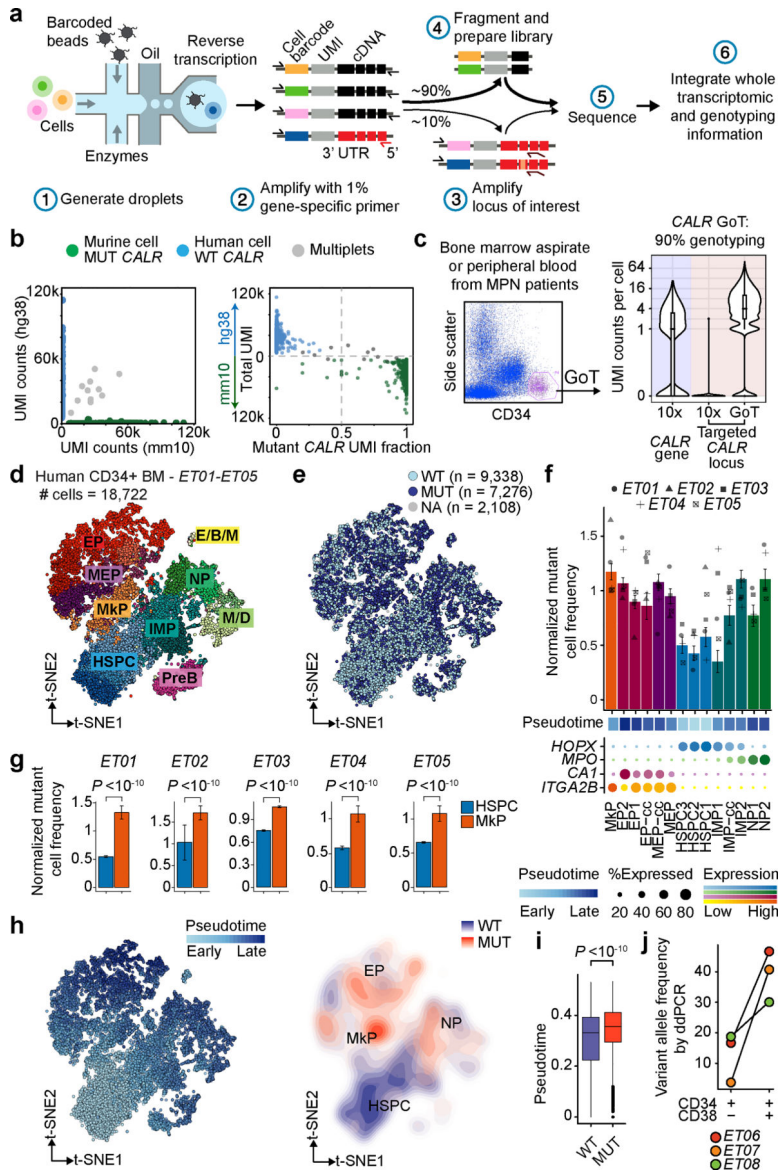 a
Barcoded
beads
Oil
Reverse
transcription
Cells
Enzymes
1 Generate droplets
Cell
barcode
UMI
cDNA
3' UTR 5'
2 Amplify with 1%
gene-specific primer
~90%
~10%
4
Fragment and
prepare library
3 Amplify
locus of interest
5
Sequence
6
Integrate whole
transcriptomic
and genotyping
information
b
Murine cell
MUT CALR
Human cell
WT CALR
Multiplets
UMI counts (hg38)
120k
60k
0
0 60k 120k
UMI counts (mm10)
mm10 hg38
Total UMI
120k
0
120k
0 0.5 1
Mutant CALR UMI fraction
c
Bone marrow aspirate
or peripheral blood
from MPN patients
Side scatter
CD34
GoT
CALR GoT:
90% genotyping
UMI counts per cell
64
16
4
1
0
10x 10x GoT
CALR
gene
Targeted
CALR
locus
d
Human CD34+ BM - ET01-ET05
# cells = 18,722
EP
MEP
MkP
HSPC
IMP
NP
E/B/M
M/D
PreB
t-SNE2
t-SNE1
e
WT (n = 9,338)
MUT (n = 7,276)
NA (n = 2,108)
t-SNE2
t-SNE1
f
ET01 ET02 ET03
ET04 ET05
Normalized mutant
cell frequency
1.5
1
0.5
0
Pseudotime
HOPX
MPO
CA1
ITGA2B
MkP EP2 EP1 EP-cc MEP-cc MEP HSPC3 HSPC2 HSPC1 IMP1 IMP-cc IMP2 NP1 NP2
Pseudotime
Early Late
%Expressed
20 40 60 80
Expression
Low High
g
Normalized mutant
cell frequency
ET01
P <10-10
1.5
1.0
0.5
0
ET02
P <10-10
1.5
1
0.5
0
ET03
P <10-10
0.9
0.6
0.3
0
ET04
P <10-10
1
0.5
0
ET05
P <10-10
1
0.5
0
HSPC
MkP
h
Pseudotime
Early Late
t-SNE2
t-SNE1
WT
MUT
EP
MkP
NP
HSPC
t-SNE2
t-SNE1
i
P <10-10
Pseudotime
0.4
0.2
0
WT
MUT
j
Variant allele frequency
by ddPCR
40
30
20
10
0
CD34 + +
CD38 – +
ET06
ET07
ET08